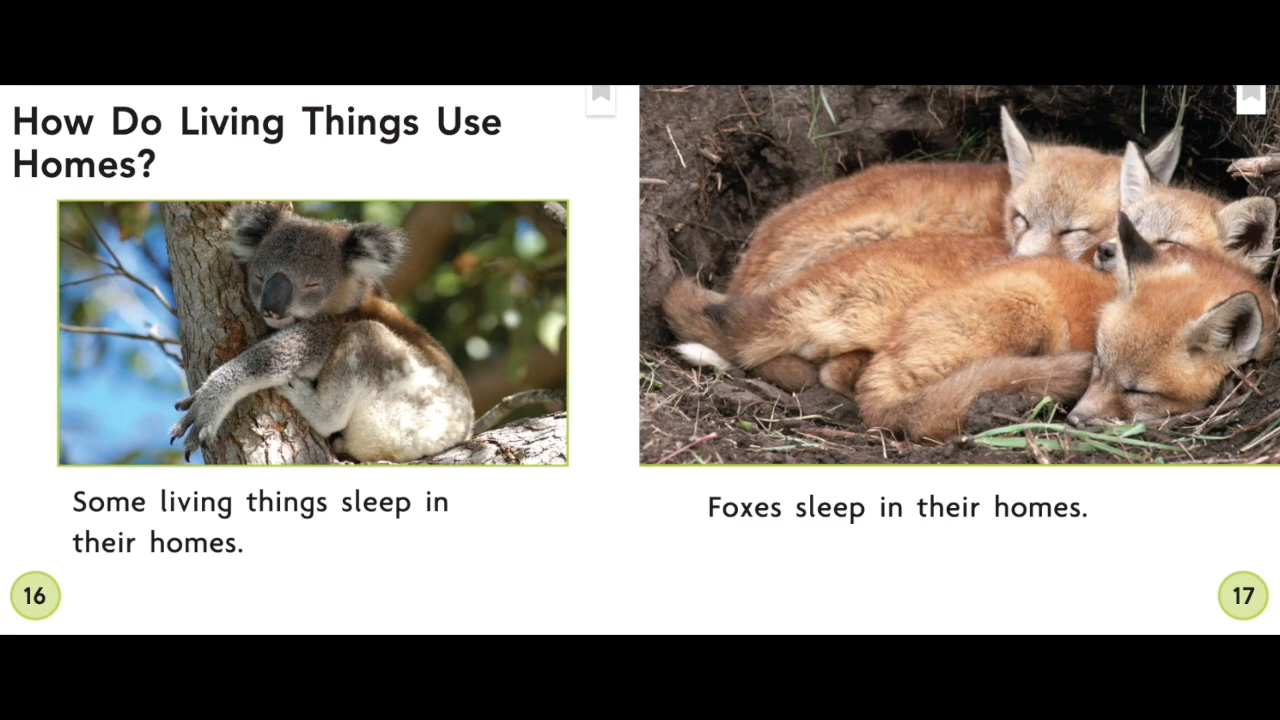 How Do Living Things Use
Homes?
Some living things sleep in
their homes.
16
Foxes sleep in their homes.
17